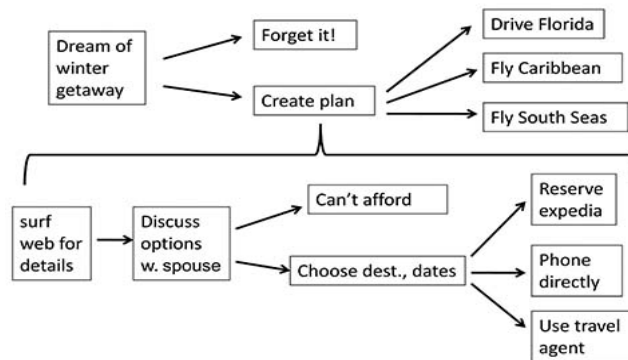 Dream of
winter
getaway
Forget it!
Create plan
Drive Florida
Fly Caribbean
Fly South Seas
surf
web for
details
Discuss
options
w. spouse
Can't afford
Choose dest., dates
Reserve
expedia
Phone
directly
Use travel
agent